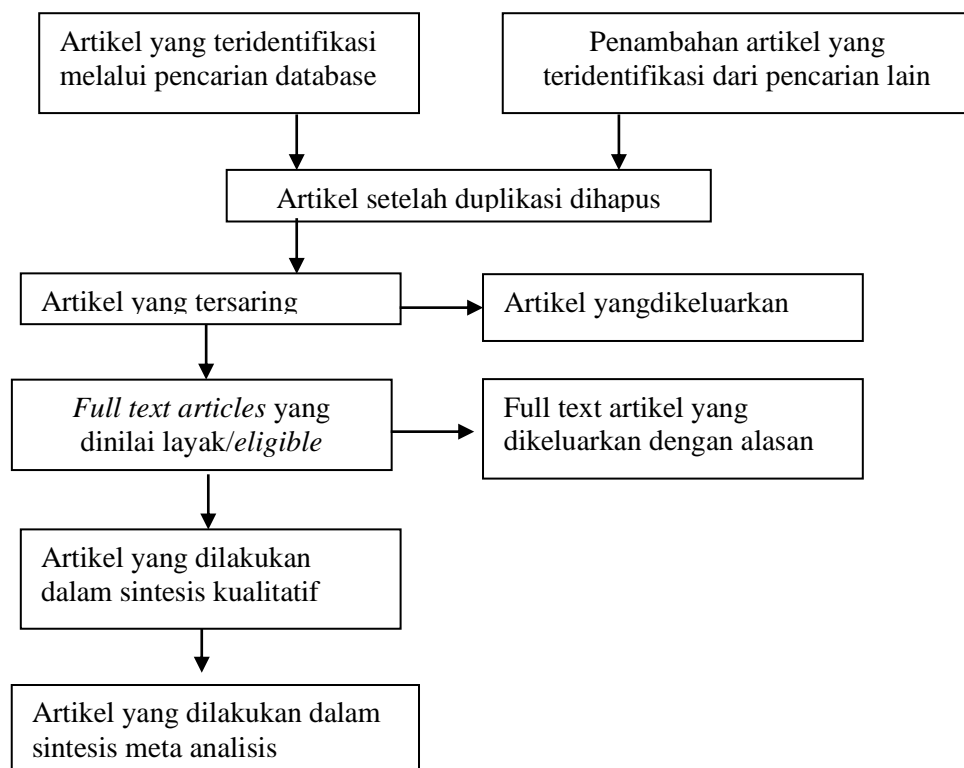 Artikel yang teridentifikasi
melalui pencarian database
Penambahan artikel yang
teridentifikasi dari pencarian lain
Artikel setelah duplikasi dihapus
Artikel yang tersaring
Artikel yangdikeluarkan
Full text articles yang
dinilai layak/eligible
Full text artikel yang
dikeluarkan dengan alasan
Artikel yang dilakukan
dalam sintesis kualitatif
Artikel yang dilakukan dalam
sintesis meta analisis